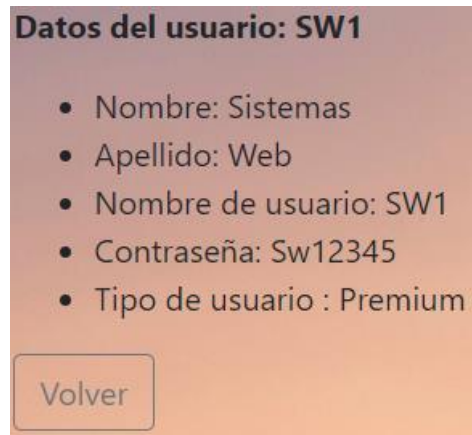 Datos del usuario: SW1
• Nombre: Sistemas
• Apellido: Web
• Nombre de usuario: SW1
• Contraseña: Sw12345
• Tipo de usuario : Premium
Volver